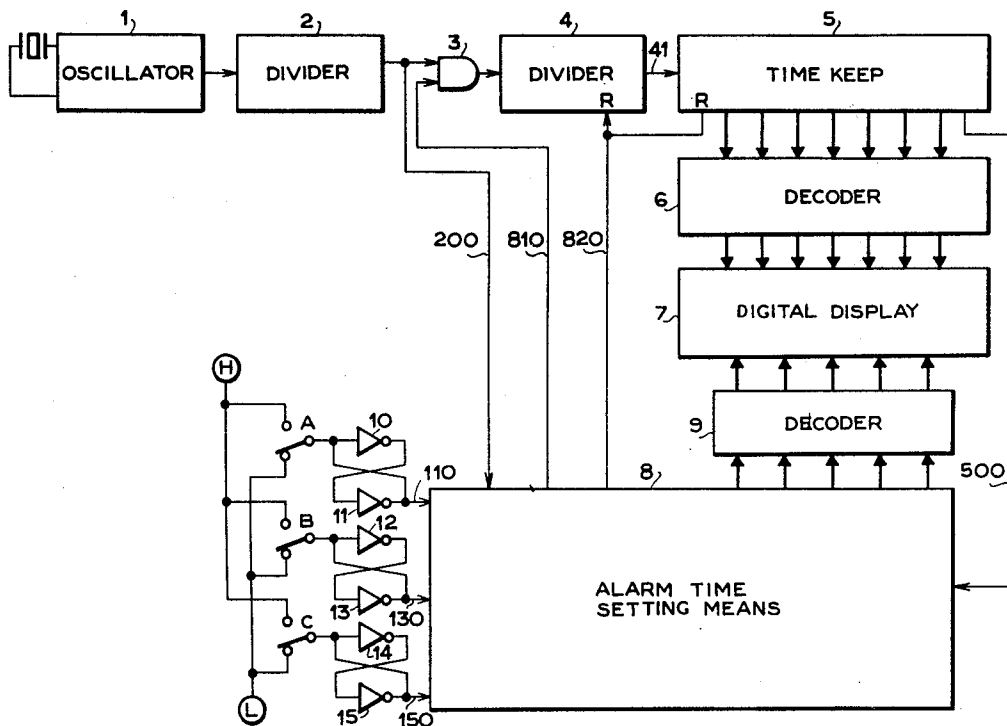 1 2 3 4 5
OSCILLATOR DIVIDER DIVIDER 41 TIME KEEP
R R
6 DECODER
200 810 820
7 DIGITAL DISPLAY
H
A 10 9 DECODER
110 8 500
11
B 12
13 130
ALARM TIME
SETTING MEANS
C 14
15 150
L